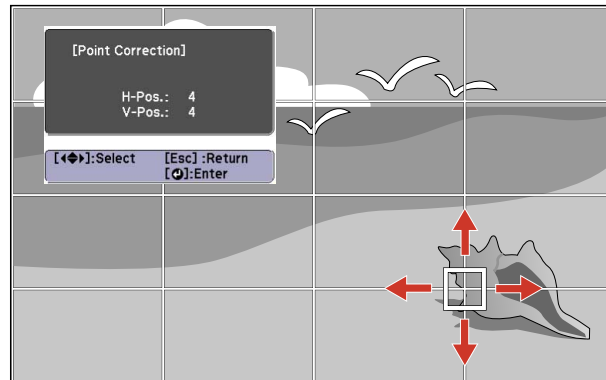 [Point Correction]
H-Pos.: 4
V-Pos.: 4
[◀◆▶]:Select [Esc] :Return
[↵]:Enter